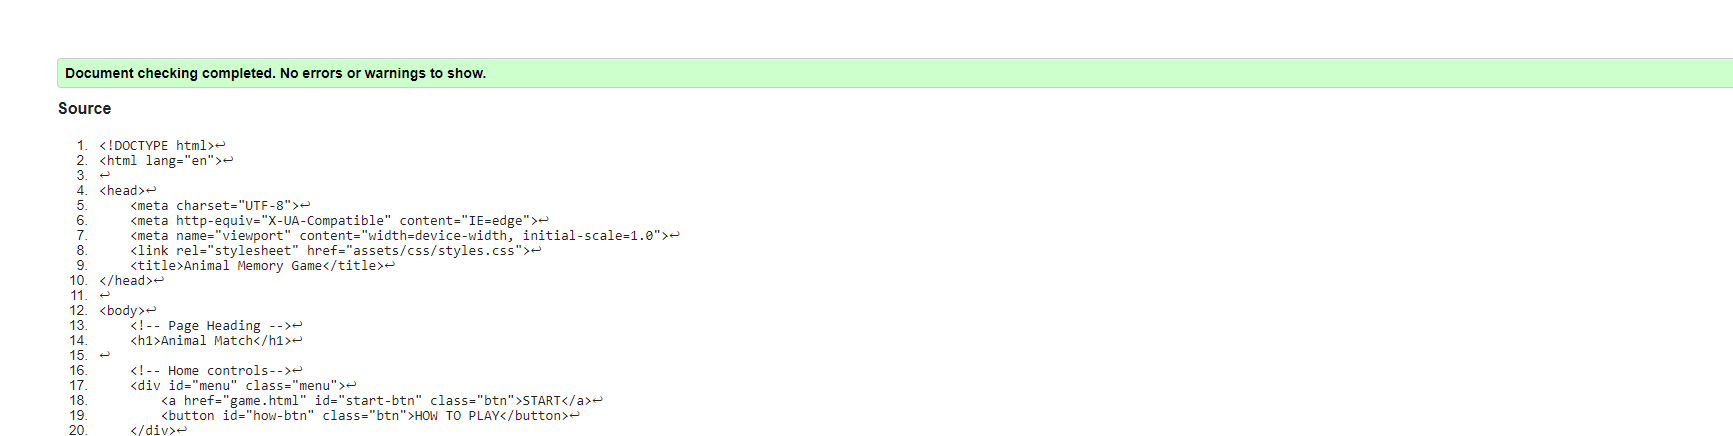 Document checking completed. No errors or warnings to show.
Source
1. <!DOCTYPE html>↩
2. <html lang="en">↩
3. ↩
4. <head>↩
5.     <meta charset="UTF-8">↩
6.     <meta http-equiv="X-UA-Compatible" content="IE=edge">↩
7.     <meta name="viewport" content="width=device-width, initial-scale=1.0">↩
8.     <link rel="stylesheet" href="assets/css/styles.css">↩
9.     <title>Animal Memory Game</title>↩
10. </head>↩
11. ↩
12. <body>↩
13.     <!-- Page Heading -->↩
14.     <h1>Animal Match</h1>↩
15. ↩
16.     <!-- Home controls-->↩
17.     <div id="menu" class="menu">↩
18.         <a href="game.html" id="start-btn" class="btn">START</a>↩
19.         <button id="how-btn" class="btn">HOW TO PLAY</button>↩
20.     </div>↩